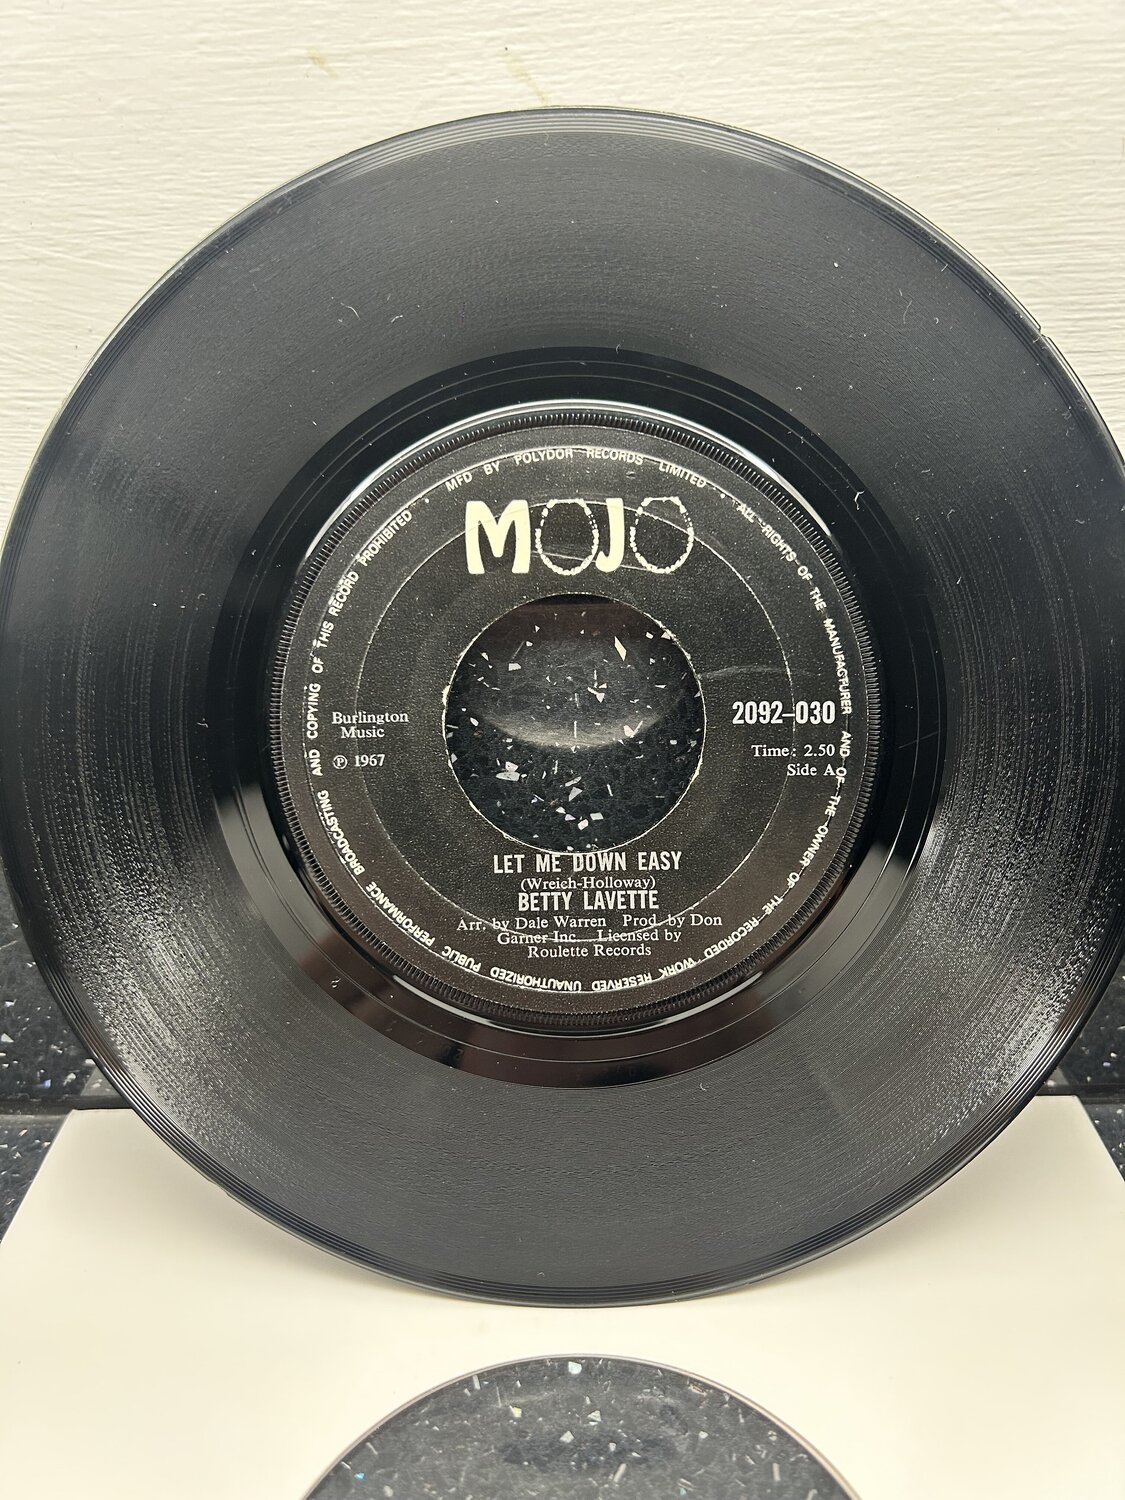 MFD BY POLYDOR RECORDS LIMITED • ALL RIGHTS OF THE MANUFACTURER AND OF THE OWNER OF THE RECORDED WORK RESERVED UNAUTHORIZED PUBLIC PERFORMANCE BROADCASTING AND COPYING OF THIS RECORD PROHIBITED •
MOJO
Burlington
Music
℗ 1967
2092–030
Time: 2.50
Side A
LET ME DOWN EASY
(Wreich-Holloway)
BETTY LAVETTE
Arr. by Dale Warren Prod. by Don
Garner Inc. Licensed by
Roulette Records